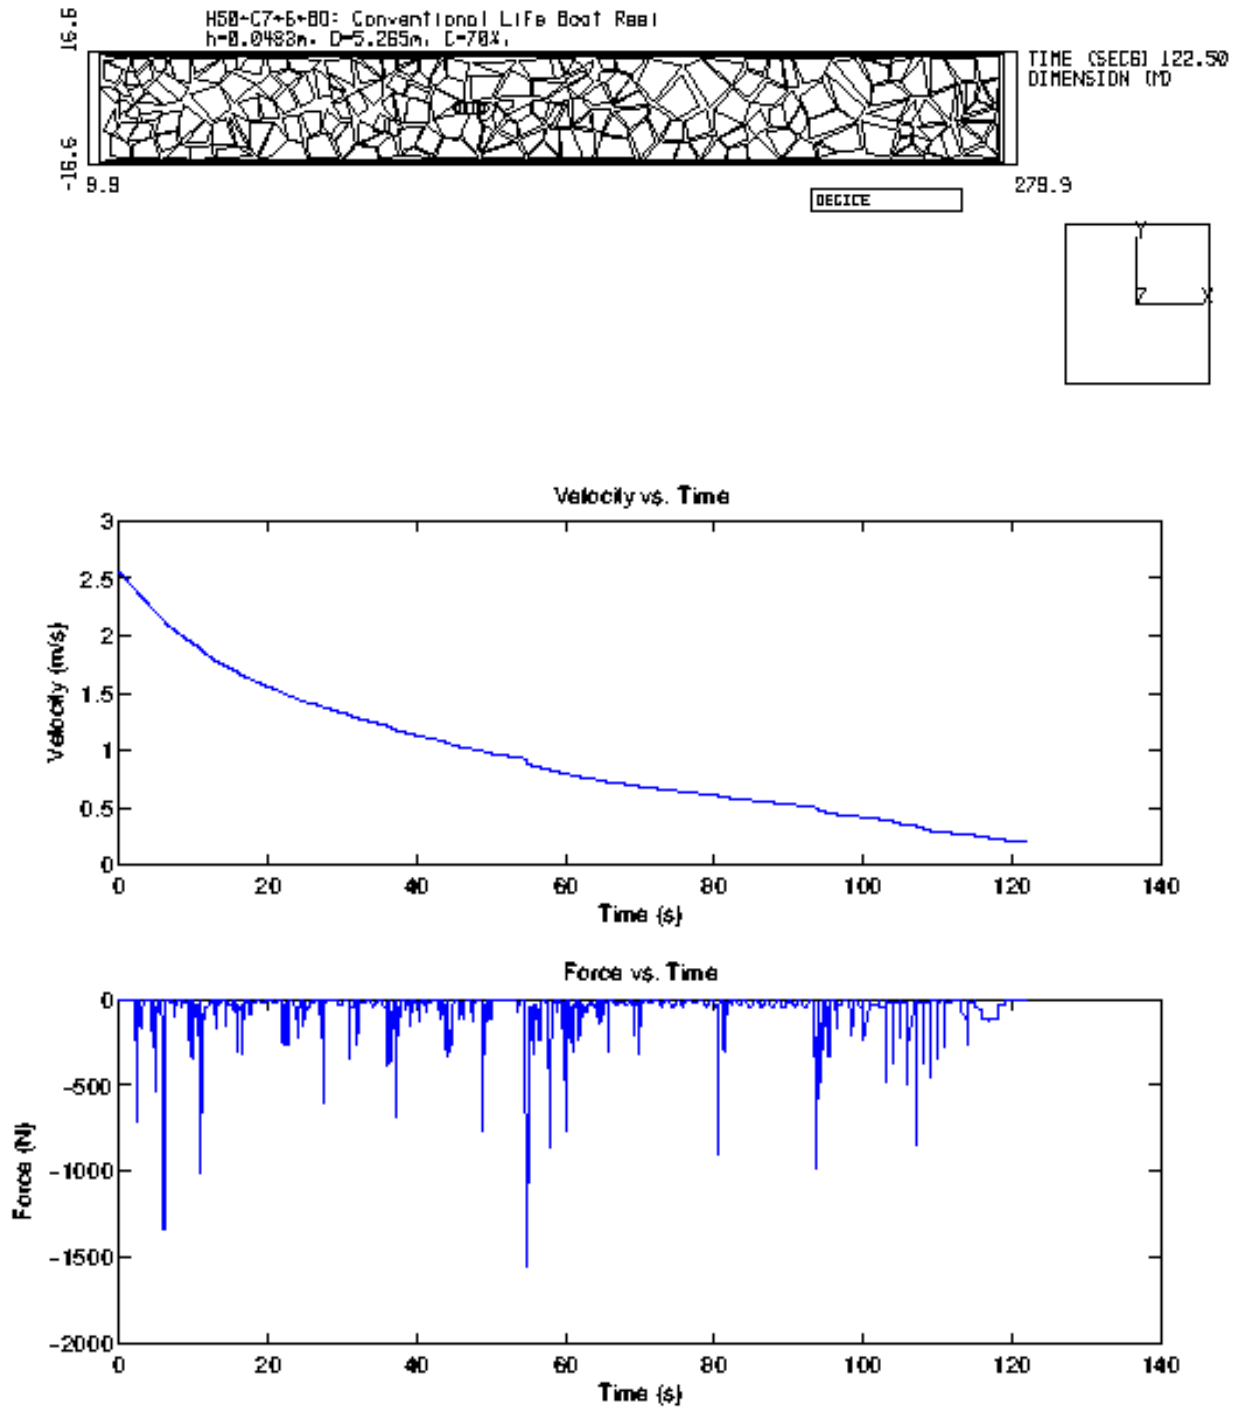 H50-C7-6-80: Conventional Life Boat Real
h=0.0483m, D=5.265m, C=70%,
16.6
-16.6
TIME (SECS) 122.50
DIMENSION (M)
-9.9
279.9
DECICE
Y
Z
X
Velocity vs. Time
Velocity (m/s)
3
2.5
2
1.5
1
0.5
0
0
20
40
60
80
100
120
140
Time (s)
Force vs. Time
Force (N)
0
-500
-1000
-1500
-2000
0
20
40
60
80
100
120
140
Time (s)